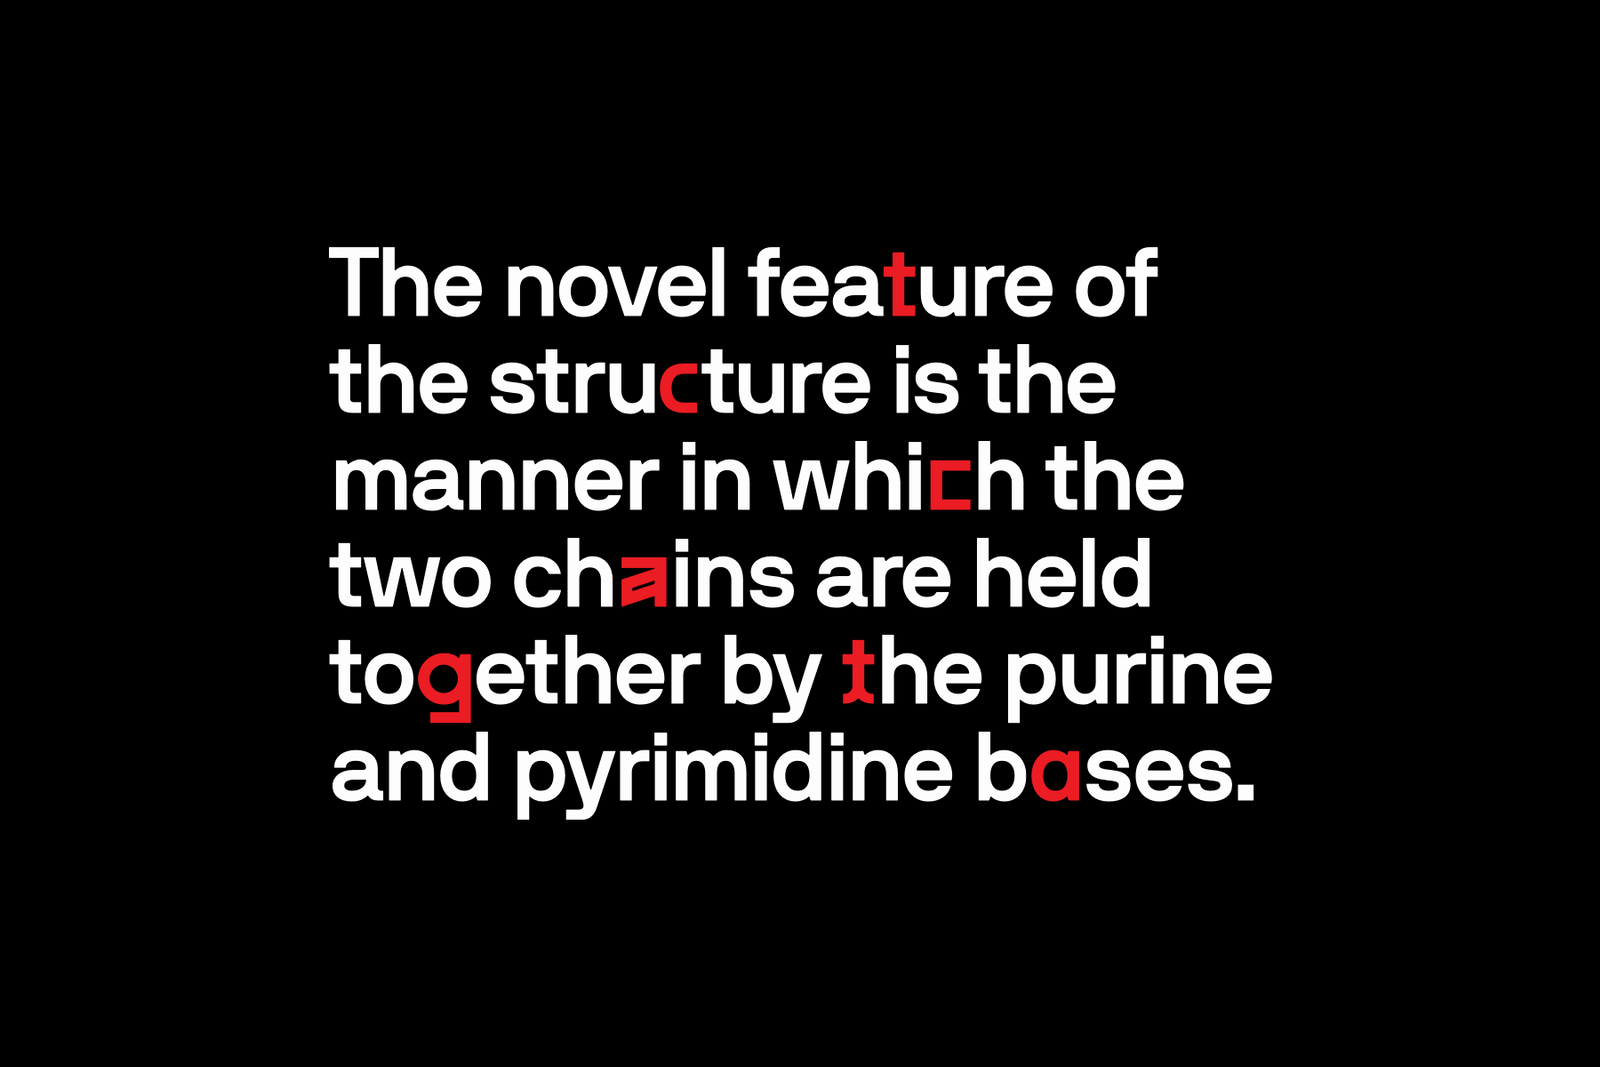 The novel feature of
the structure is the
manner in which the
two chains are held
together by the purine
and pyrimidine bases.